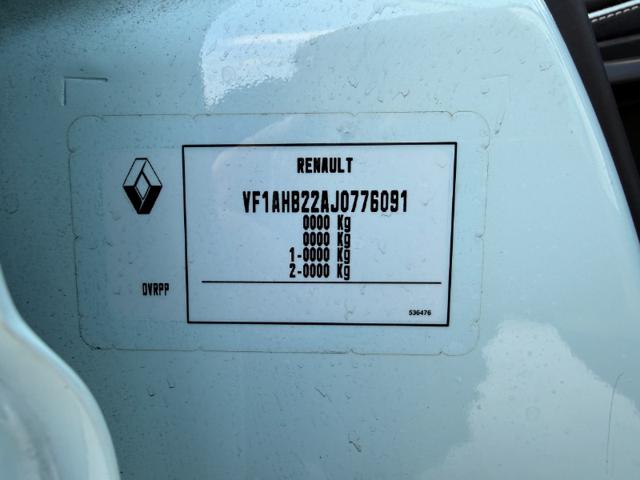 RENAULT
VF1AHB22AJ0776091
0000 Kg
0000 Kg
1-0000 Kg
2-0000 Kg
OVRPP
536476